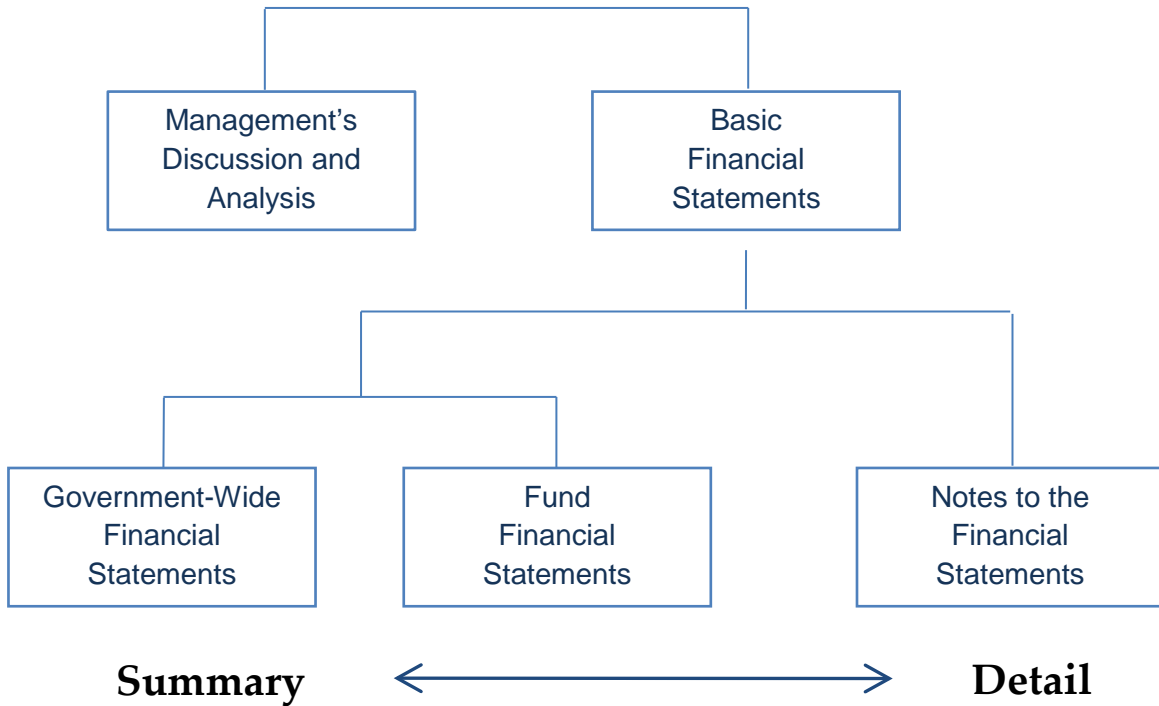 Management’s
Discussion and
Analysis
Basic
Financial
Statements
Government-Wide
Financial
Statements
Fund
Financial
Statements
Notes to the
Financial
Statements
Summary
Detail